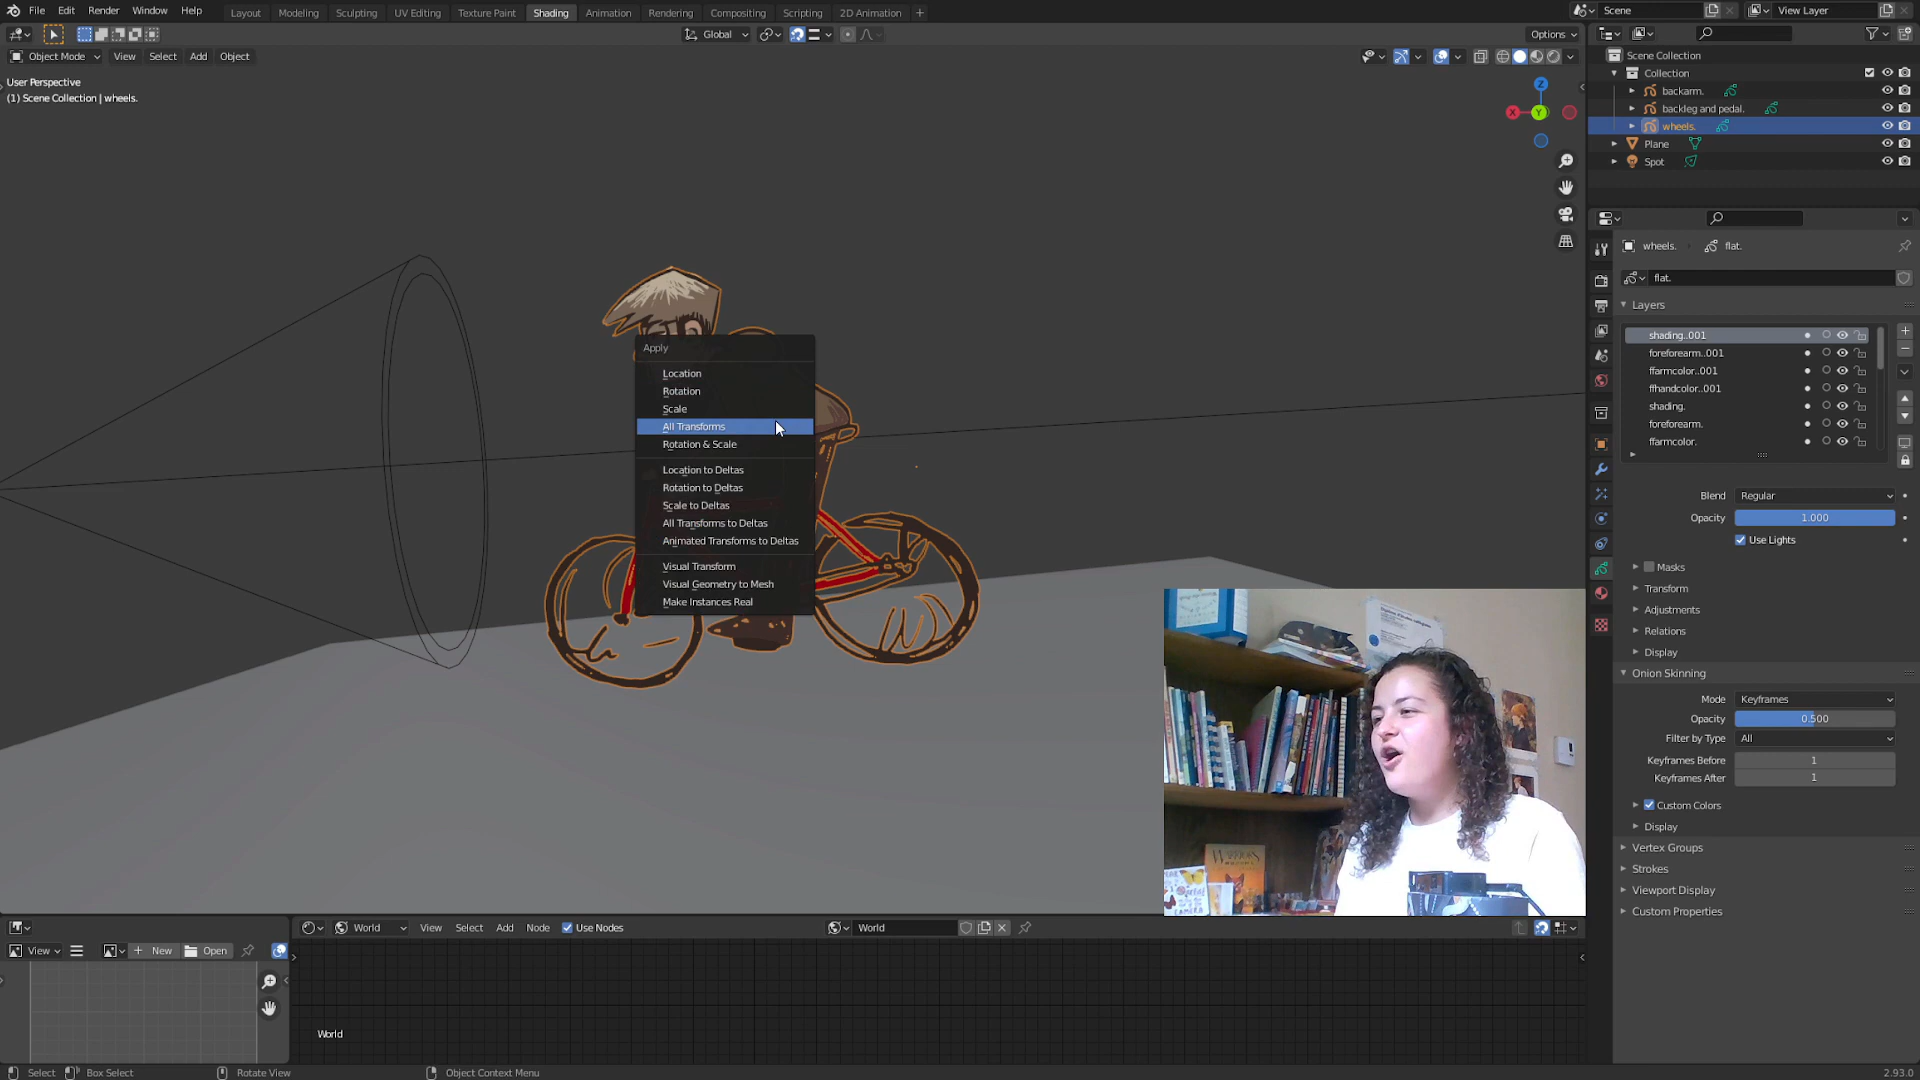 File Edit Render Window Help Layout Modeling Sculpting UV Editing Texture Paint Shading Animation Rendering Compositing Scripting 2D Animation + Scene View Layer
Global Options
Object Mode View Select Add Object
User Perspective
(1) Scene Collection | wheels.
Z
X
Y
Scene Collection
Collection
backarm.
backleg and pedal.
wheels.
Plane
Spot
wheels. flat.
flat.
Layers
shading..001
foreforearm..001
ffarmcolor..001
ffhandcolor..001
shading.
foreforearm.
ffarmcolor.
Blend Regular
Opacity 1.000
Use Lights
Masks
Transform
Adjustments
Relations
Display
Onion Skinning
Mode Keyframes
Opacity 0.500
Filter by Type All
Keyframes Before 1
Keyframes After 1
Custom Colors
Display
Vertex Groups
Strokes
Viewport Display
Custom Properties
Apply
Location
Rotation
Scale
All Transforms
Rotation & Scale
Location to Deltas
Rotation to Deltas
Scale to Deltas
All Transforms to Deltas
Animated Transforms to Deltas
Visual Transform
Visual Geometry to Mesh
Make Instances Real
WARRIORS
World View Select Add Node Use Nodes World
View + New Open
World
Select Box Select Rotate View Object Context Menu 2.93.0